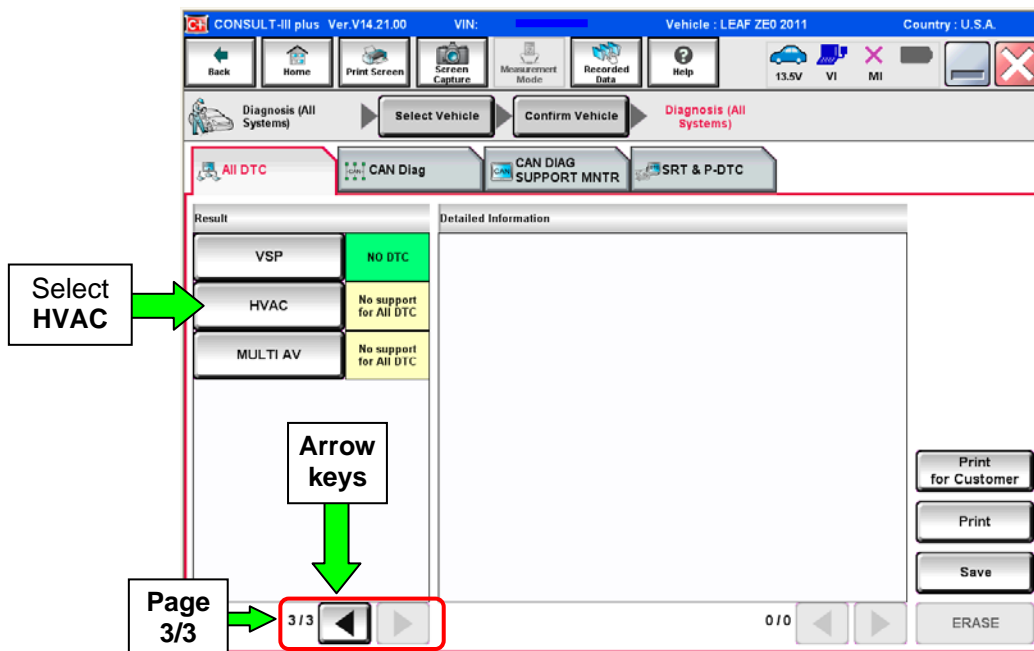 CONSULT-III plus Ver.V14.21.00 VIN: Vehicle : LEAF ZE0 2011 Country : U.S.A.
Back
Home
Print Screen
Screen
Capture
Measurement
Mode
Recorded
Data
Help
13.5V
VI
MI
Diagnosis (All
Systems)
Select Vehicle
Confirm Vehicle
Diagnosis (All
Systems)
All DTC
CAN
CAN Diag
CAN
CAN DIAG
SUPPORT MNTR
SRT & P-DTC
Result
Detailed Information
VSP
NO DTC
Select
HVAC
HVAC
No support
for All DTC
MULTI AV
No support
for All DTC
Arrow
keys
Print
for Customer
Print
Save
Page
3/3
3/3
0/0
ERASE